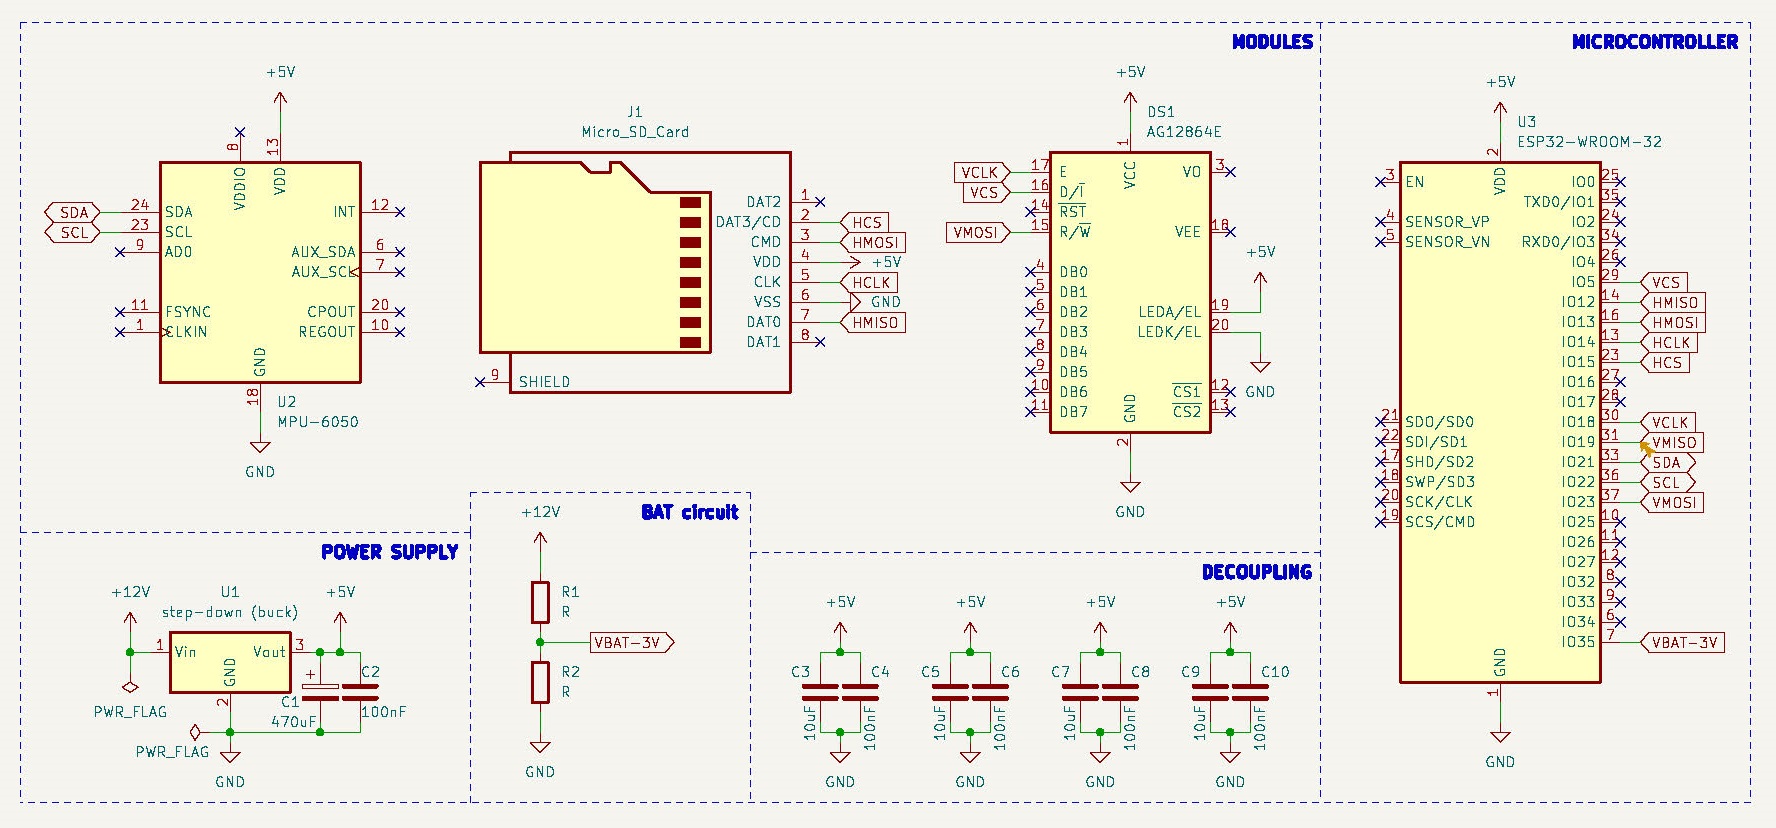 MODULES
+5V
8
13
VDDIO
VDD
SDA 24 SDA
SCL 23 SCL
9 AD0
11 FSYNC
1 CLKIN
INT 12
AUX_SDA 6
AUX_SCL 7
CPOUT 20
REGOUT 10
GND
18
U2
MPU-6050
GND
J1
Micro_SD_Card
DAT2 1
DAT3/CD 2 HCS
CMD 3 HMOSI
VDD 4 +5V
CLK 5 HCLK
VSS 6 GND
DAT0 7 HMISO
DAT1 8
9 SHIELD
+5V
DS1
AG12864E
1
VCC
VCLK 17 E
VCS 16 D/I
14 RST
VMOSI 15 R/W
4 DB0
5 DB1
6 DB2
7 DB3
8 DB4
9 DB5
10 DB6
11 DB7
VO 3
VEE 18
+5V
LEDA/EL 19
LEDK/EL 20
CS1 12
CS2 13
GND
GND
2
GND
MICROCONTROLLER
+5V
U3
ESP32-WROOM-32
2
VDD
3 EN
4 SENSOR_VP
5 SENSOR_VN
21 SDO/SD0
22 SDI/SD1
17 SHD/SD2
18 SWP/SD3
20 SCK/CLK
19 SCS/CMD
IO0 25
TXD0/IO1 35
IO2 24
RXD0/IO3 34
IO4 26
IO5 29 VCS
IO12 14 HMISO
IO13 16 HMOSI
IO14 13 HCLK
IO15 23 HCS
IO16 27
IO17 28
IO18 30 VCLK
IO19 31 VMISO
IO21 33 SDA
IO22 36 SCL
IO23 37 VMOSI
IO25 10
IO26 11
IO27 12
IO32 8
IO33 9
IO34 6
IO35 7 VBAT-3V
GND
1
GND
POWER SUPPLY
+12V
U1
step-down (buck)
+5V
1 Vin
Vout 3
GND
2
+
C1
470uF
C2
100nF
PWR_FLAG
PWR_FLAG
GND
BAT circuit
+12V
R1
R
VBAT-3V
R2
R
GND
DECOUPLING
+5V
C3
C4
10uF
100nF
GND
+5V
C5
C6
10uF
100nF
GND
+5V
C7
C8
10uF
100nF
GND
+5V
C9
C10
10uF
100nF
GND